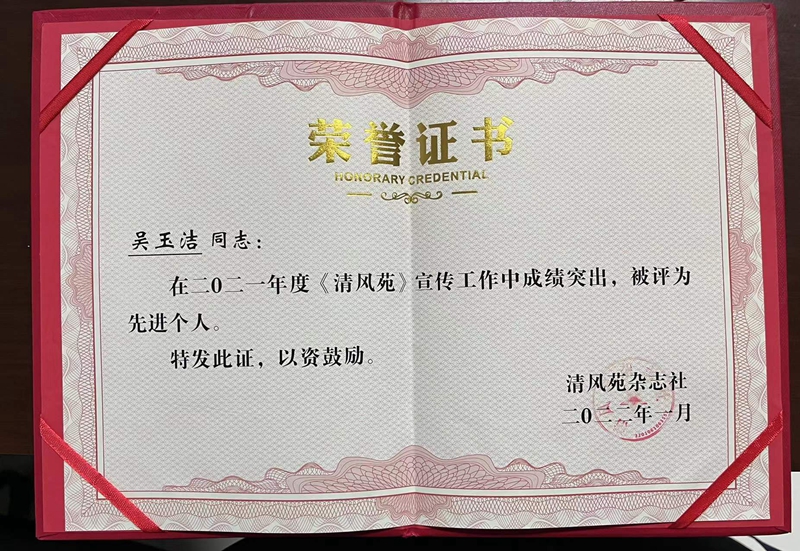 荣誉证书
HONORARY CREDENTIAL
吴玉洁 同志：
在二〇二一年度《清风苑》宣传工作中成绩突出，被评为
先进个人。
特发此证，以资鼓励。
清风苑杂志社
二〇二二年一月